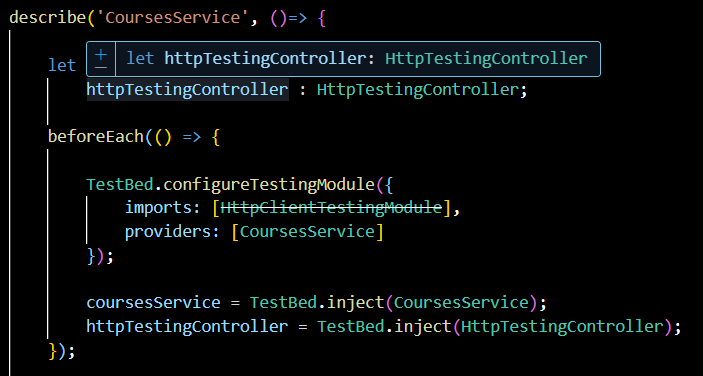 describe('CoursesService', ()=> {
let
let httpTestingController: HttpTestingController
httpTestingController : HttpTestingController;
beforeEach(() => {
TestBed.configureTestingModule({
imports: [HttpClientTestingModule],
providers: [CoursesService]
});
coursesService = TestBed.inject(CoursesService);
httpTestingController = TestBed.inject(HttpTestingController);
});